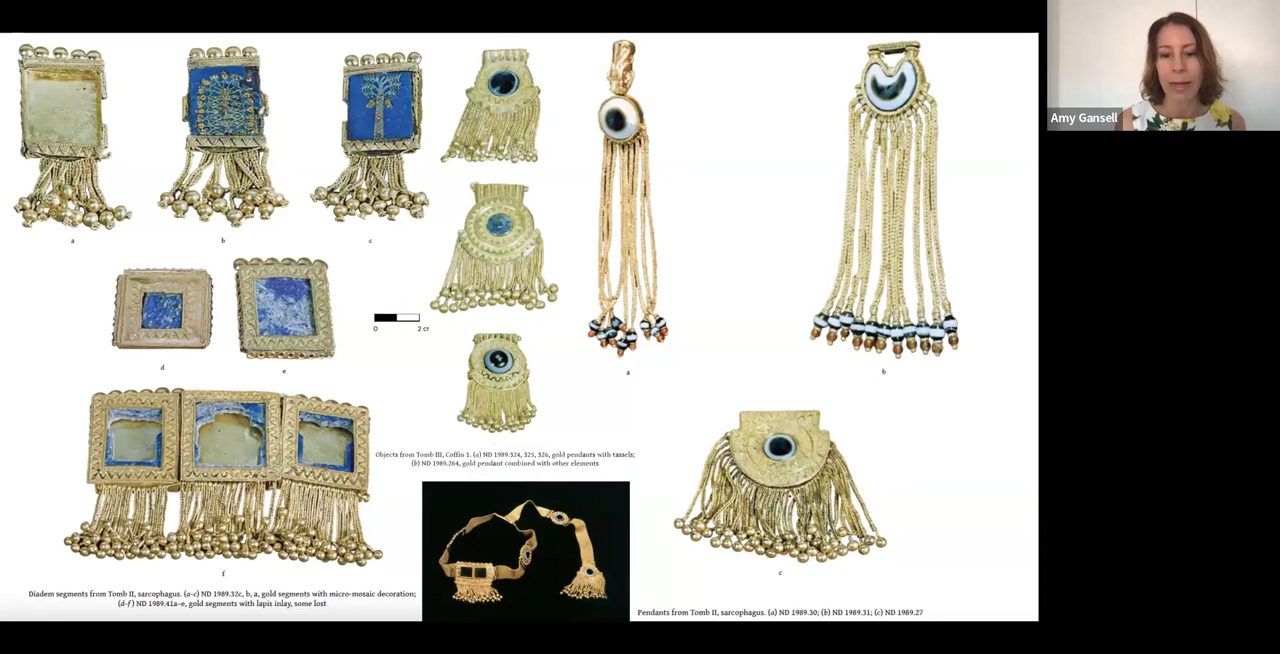 Amy Gansell
a
b
c
d
e
0 2 cr
f
Objects from Tomb III, Coffin 1. (a) ND 1989.324, 325, 326, gold pendants with tassels;
(b) ND 1989.264, gold pendant combined with other elements
Diadem segments from Tomb II, sarcophagus. (a-c) ND 1989.32c, b, a, gold segments with micro-mosaic decoration;
(d-f) ND 1989.41a–e, gold segments with lapis inlay, some lost
a
b
c
Pendants from Tomb II, sarcophagus. (a) ND 1989.30; (b) ND 1989.31; (c) ND 1989.27